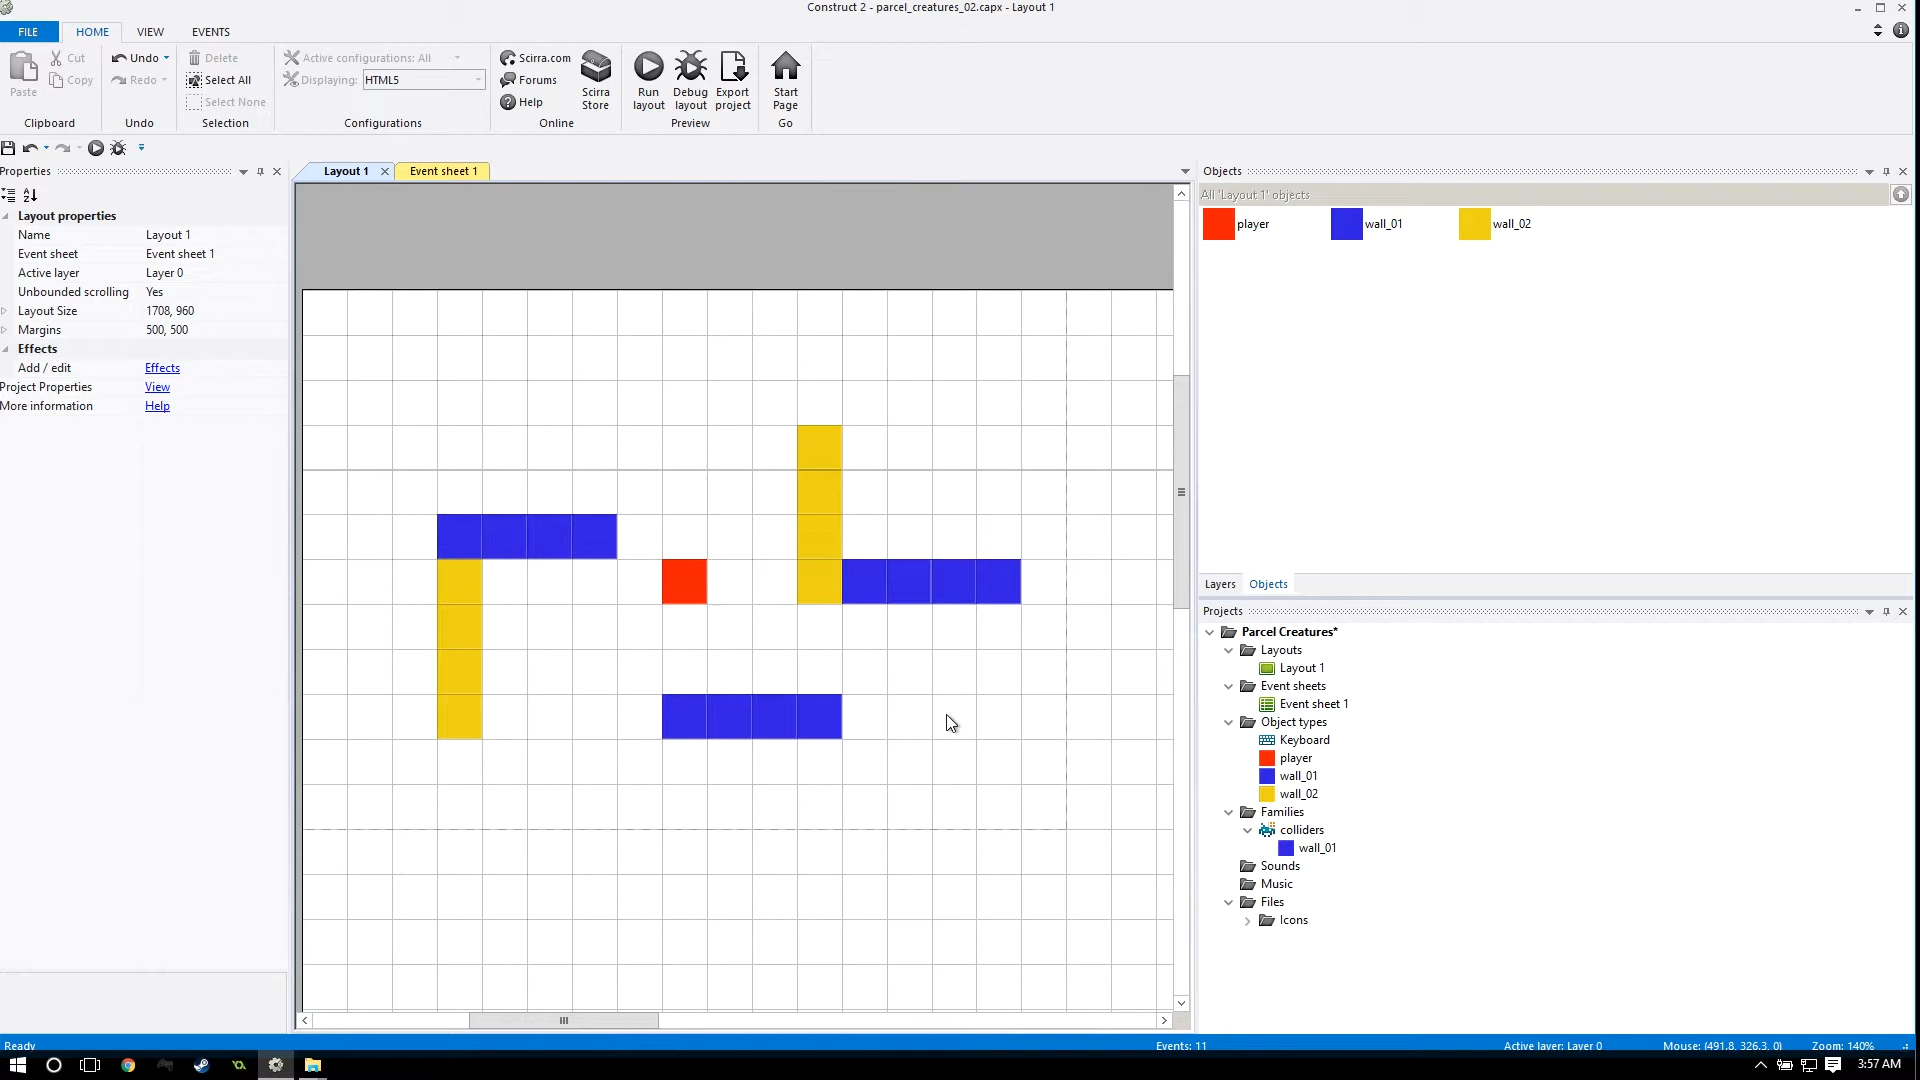 Construct 2 - parcel_creatures_02.capx - Layout 1
FILE HOME VIEW EVENTS
Paste Cut Copy Undo Redo Delete Select All Select None Active configurations: All Displaying: HTML5 Scirra.com Forums Help Scirra Store Run layout Debug layout Export project Start Page
Clipboard Undo Selection Configurations Online Preview Go
Properties
Layout 1 Event sheet 1
Objects
All 'Layout 1' objects
player wall_01 wall_02
Layout properties
Name Layout 1
Event sheet Event sheet 1
Active layer Layer 0
Unbounded scrolling Yes
Layout Size 1708, 960
Margins 500, 500
Effects
Add / edit Effects
Project Properties View
More information Help
Layers Objects
Projects
Parcel Creatures*
Layouts
Layout 1
Event sheets
Event sheet 1
Object types
Keyboard
player
wall_01
wall_02
Families
colliders
wall_01
Sounds
Music
Files
Icons
Ready Events: 11 Active layer: Layer 0 Mouse: (491.8, 326.3, 0) Zoom: 140%
3:57 AM